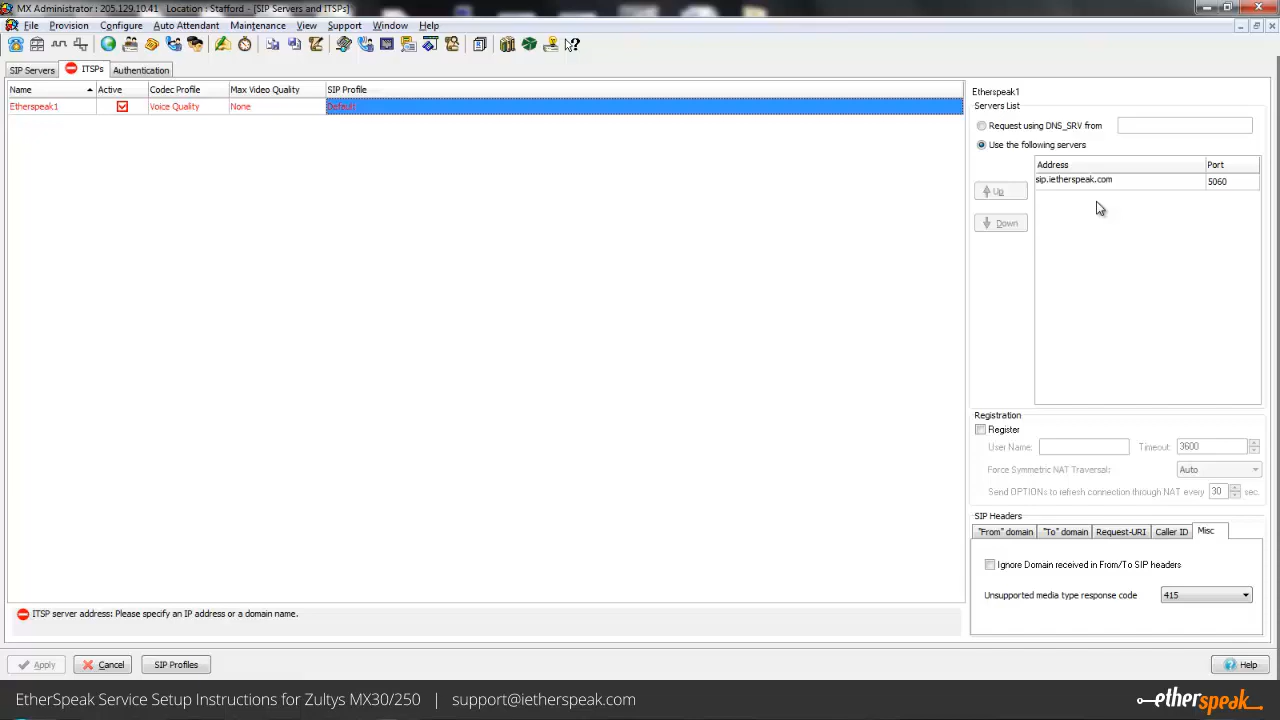 MX Administrator : 205.129.10.41 Location : Stafford - [SIP Servers and ITSPs]
File Provision Configure Auto Attendant Maintenance View Support Window Help
SIP Servers ITSPs Authentication
Name Active Codec Profile Max Video Quality SIP Profile
Etherspeak1 Voice Quality None Default
Etherspeak1
Servers List
Request using DNS_SRV from
Use the following servers
Address Port
sip.ietherspeak.com 5060
Up
Down
Registration
Register
User Name: Timeout: 3600
Force Symmetric NAT Traversal: Auto
Send OPTIONs to refresh connection through NAT every 30 sec.
SIP Headers
"From" domain "To" domain Request-URI Caller ID Misc
Ignore Domain received in From/To SIP headers
Unsupported media type response code 415
ITSP server address: Please specify an IP address or a domain name.
Apply Cancel SIP Profiles Help
EtherSpeak Service Setup Instructions for Zultys MX30/250 | support@ietherspeak.com
etherspeak